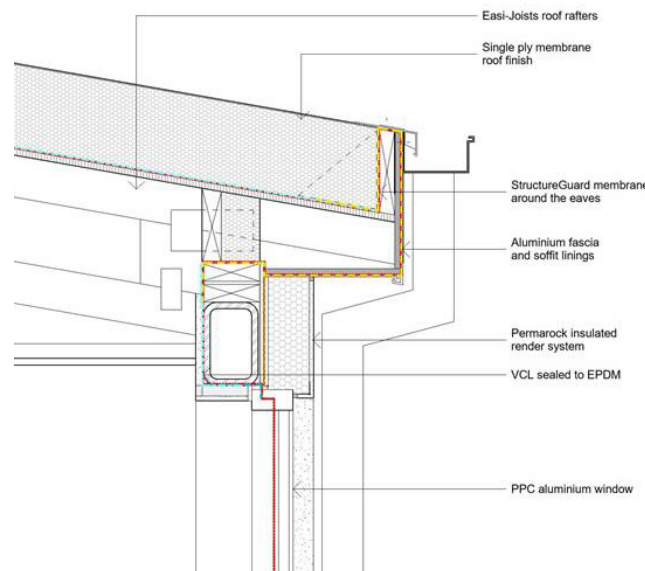 Easi-Joists roof rafters
Single ply membrane
roof finish
StructureGuard membrane
around the eaves
Aluminium fascia
and soffit linings
Permarock insulated
render system
VCL sealed to EPDM
PPC aluminium window